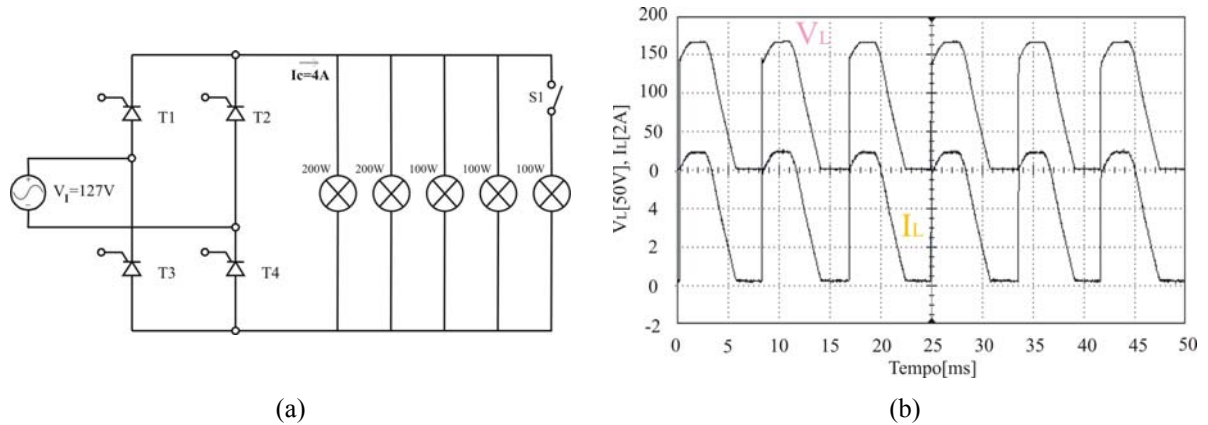 Ic=4A
S1
T1
T2
200W
200W
100W
100W
100W
VI=127V
T3
T4
(a)
VL
IL
VL[50V], IL[2A]
200
150
100
50
0
4
2
0
-2
0
5
10
15
20
25
30
35
40
45
50
Tempo[ms]
(b)